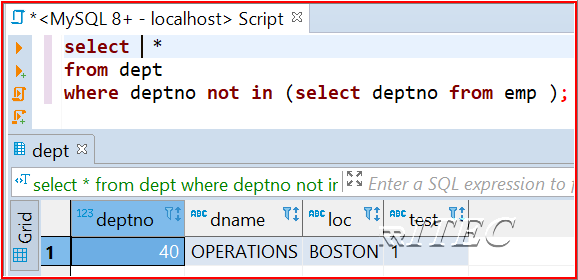 *<MySQL 8+ - localhost> Script
select *
from dept
where deptno not in (select deptno from emp );
dept
select * from dept where deptno not in
Enter a SQL expression to f
Grid
123 deptno ABC dname ABC loc ABC test
1 40 OPERATIONS BOSTON 1
ITEC